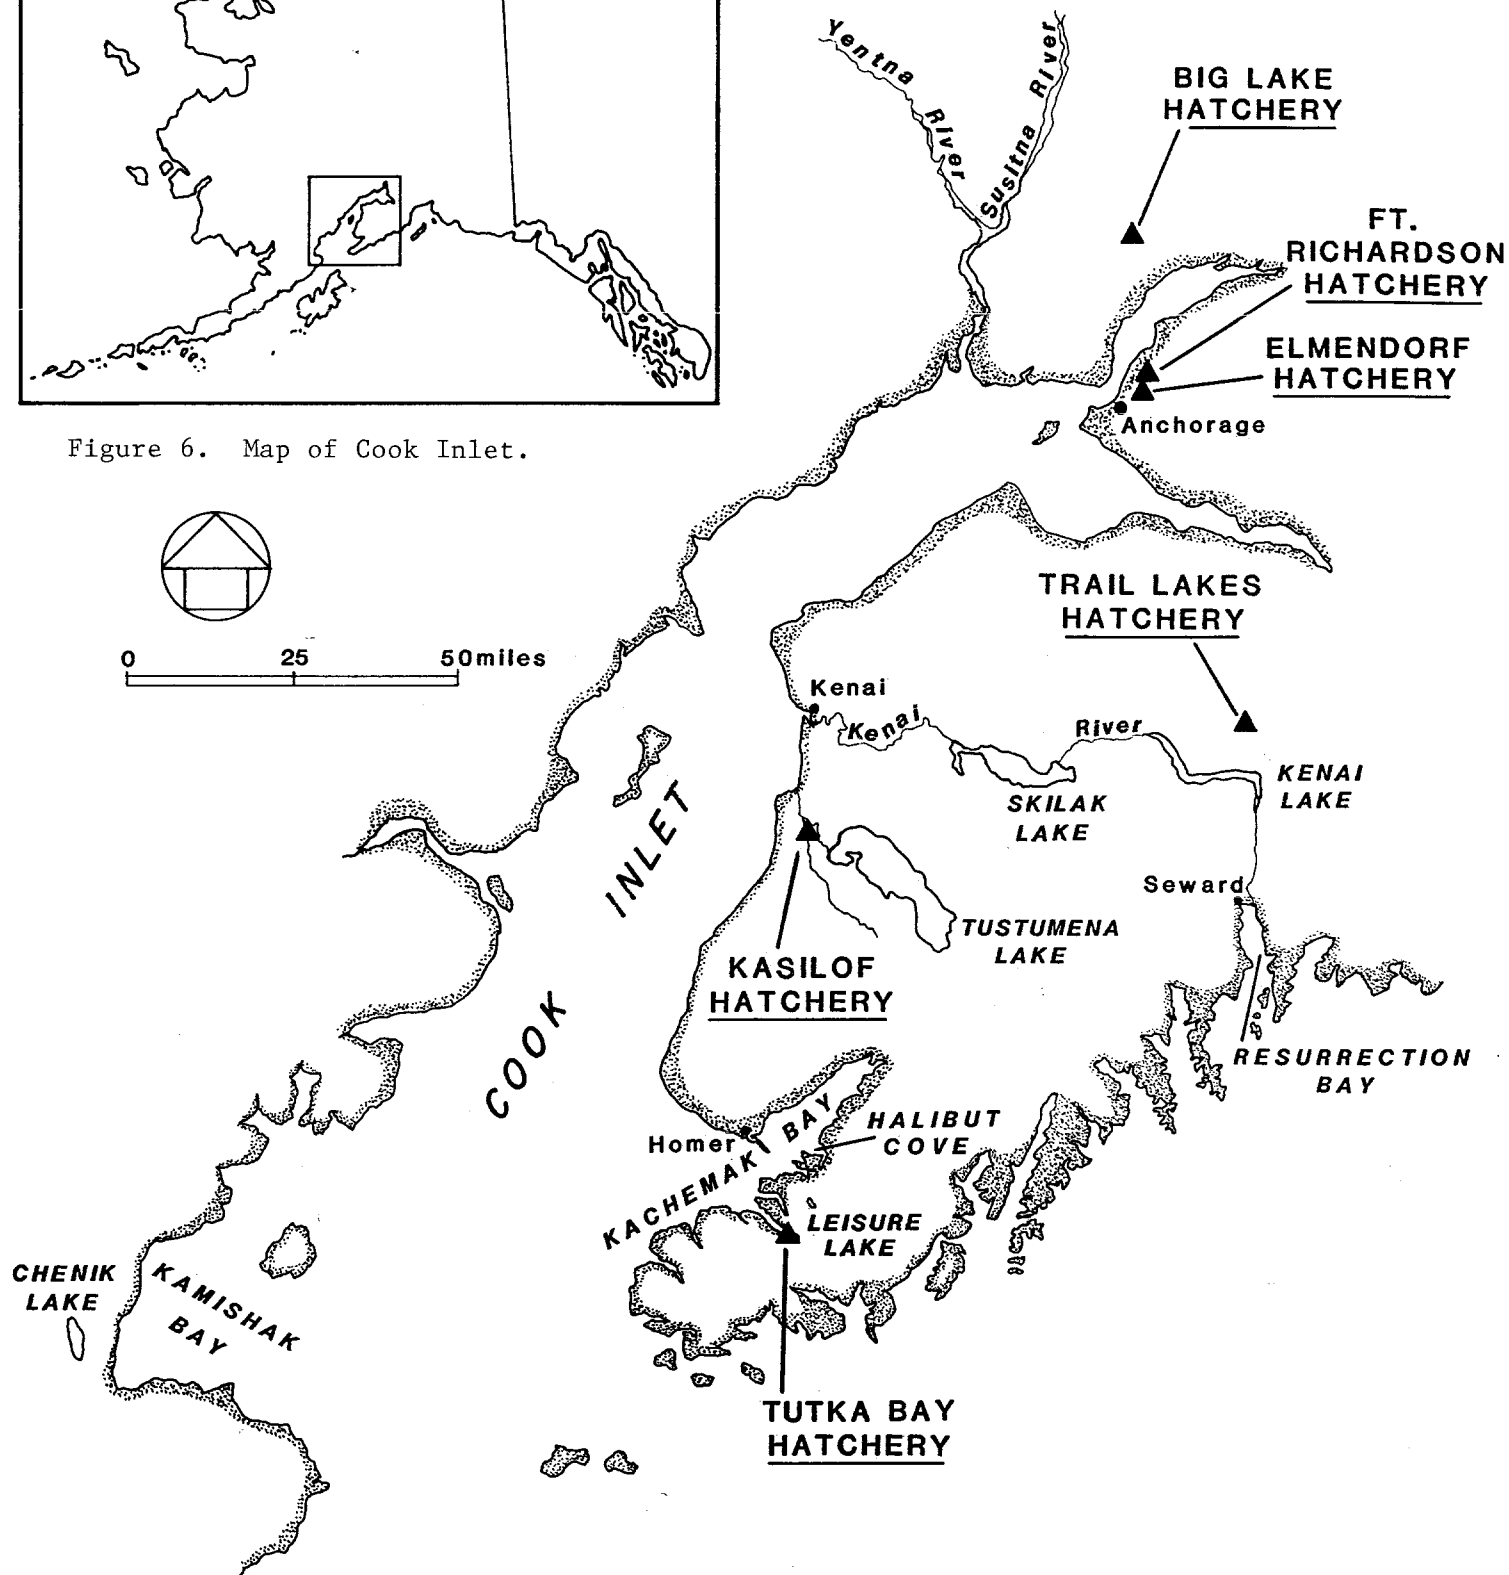 Yentna River
Susitna River
BIG LAKE
HATCHERY
FT.
RICHARDSON
HATCHERY
ELMENDORF
HATCHERY
Anchorage
Figure 6. Map of Cook Inlet.
0 25 50miles
TRAIL LAKES
HATCHERY
Kenai
Kenai River
SKILAK
LAKE
KENAI
LAKE
COOK INLET
Seward
TUSTUMENA
LAKE
KASILOF
HATCHERY
RESURRECTION
BAY
Homer
KACHEMAK BAY
HALIBUT
COVE
LEISURE
LAKE
CHENIK
LAKE
KAMISHAK
BAY
TUTKA BAY
HATCHERY